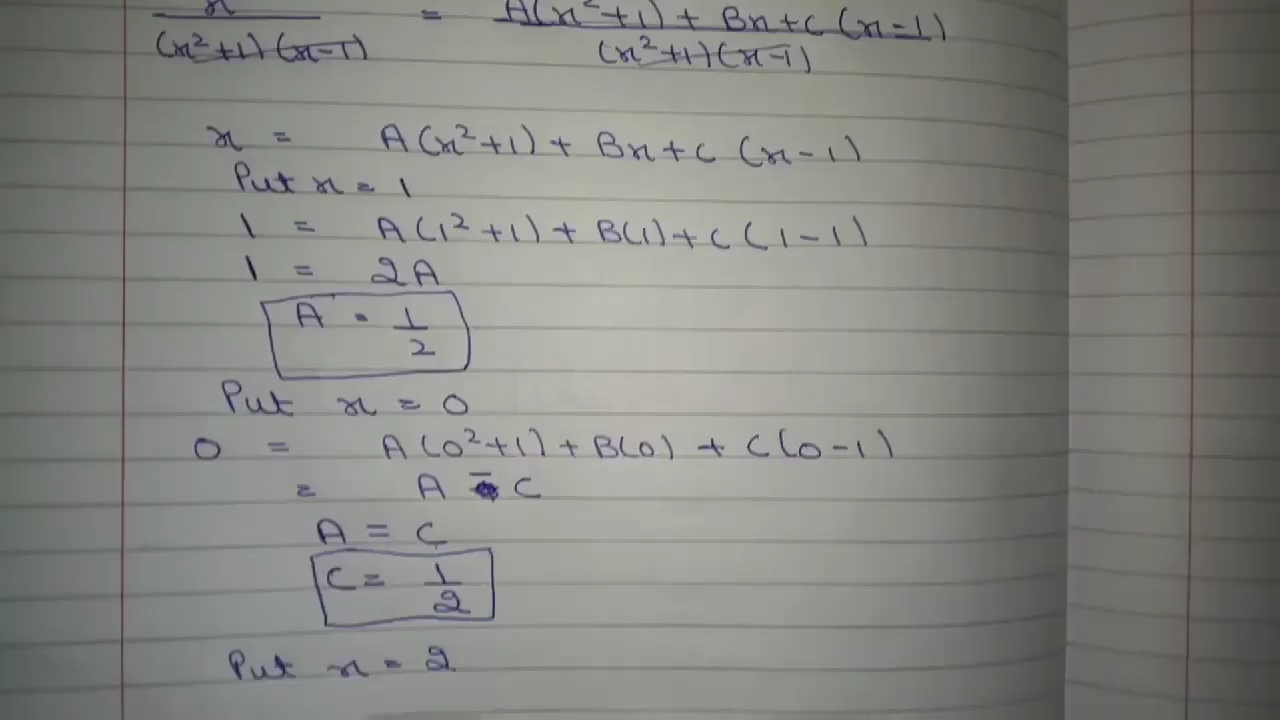 x / (x²+1)(x-1) = A(x²+1) + Bx+C (x-1) / (x²+1)(x-1)
x = A(x²+1) + Bx+C (x-1)
Put x = 1
1 = A(1²+1) + B(1)+C (1-1)
1 = 2A
A = 1/2
Put x = 0
0 = A(0²+1) + B(0) + C(0-1)
= A - C
A = C
C = 1/2
Put x = 2